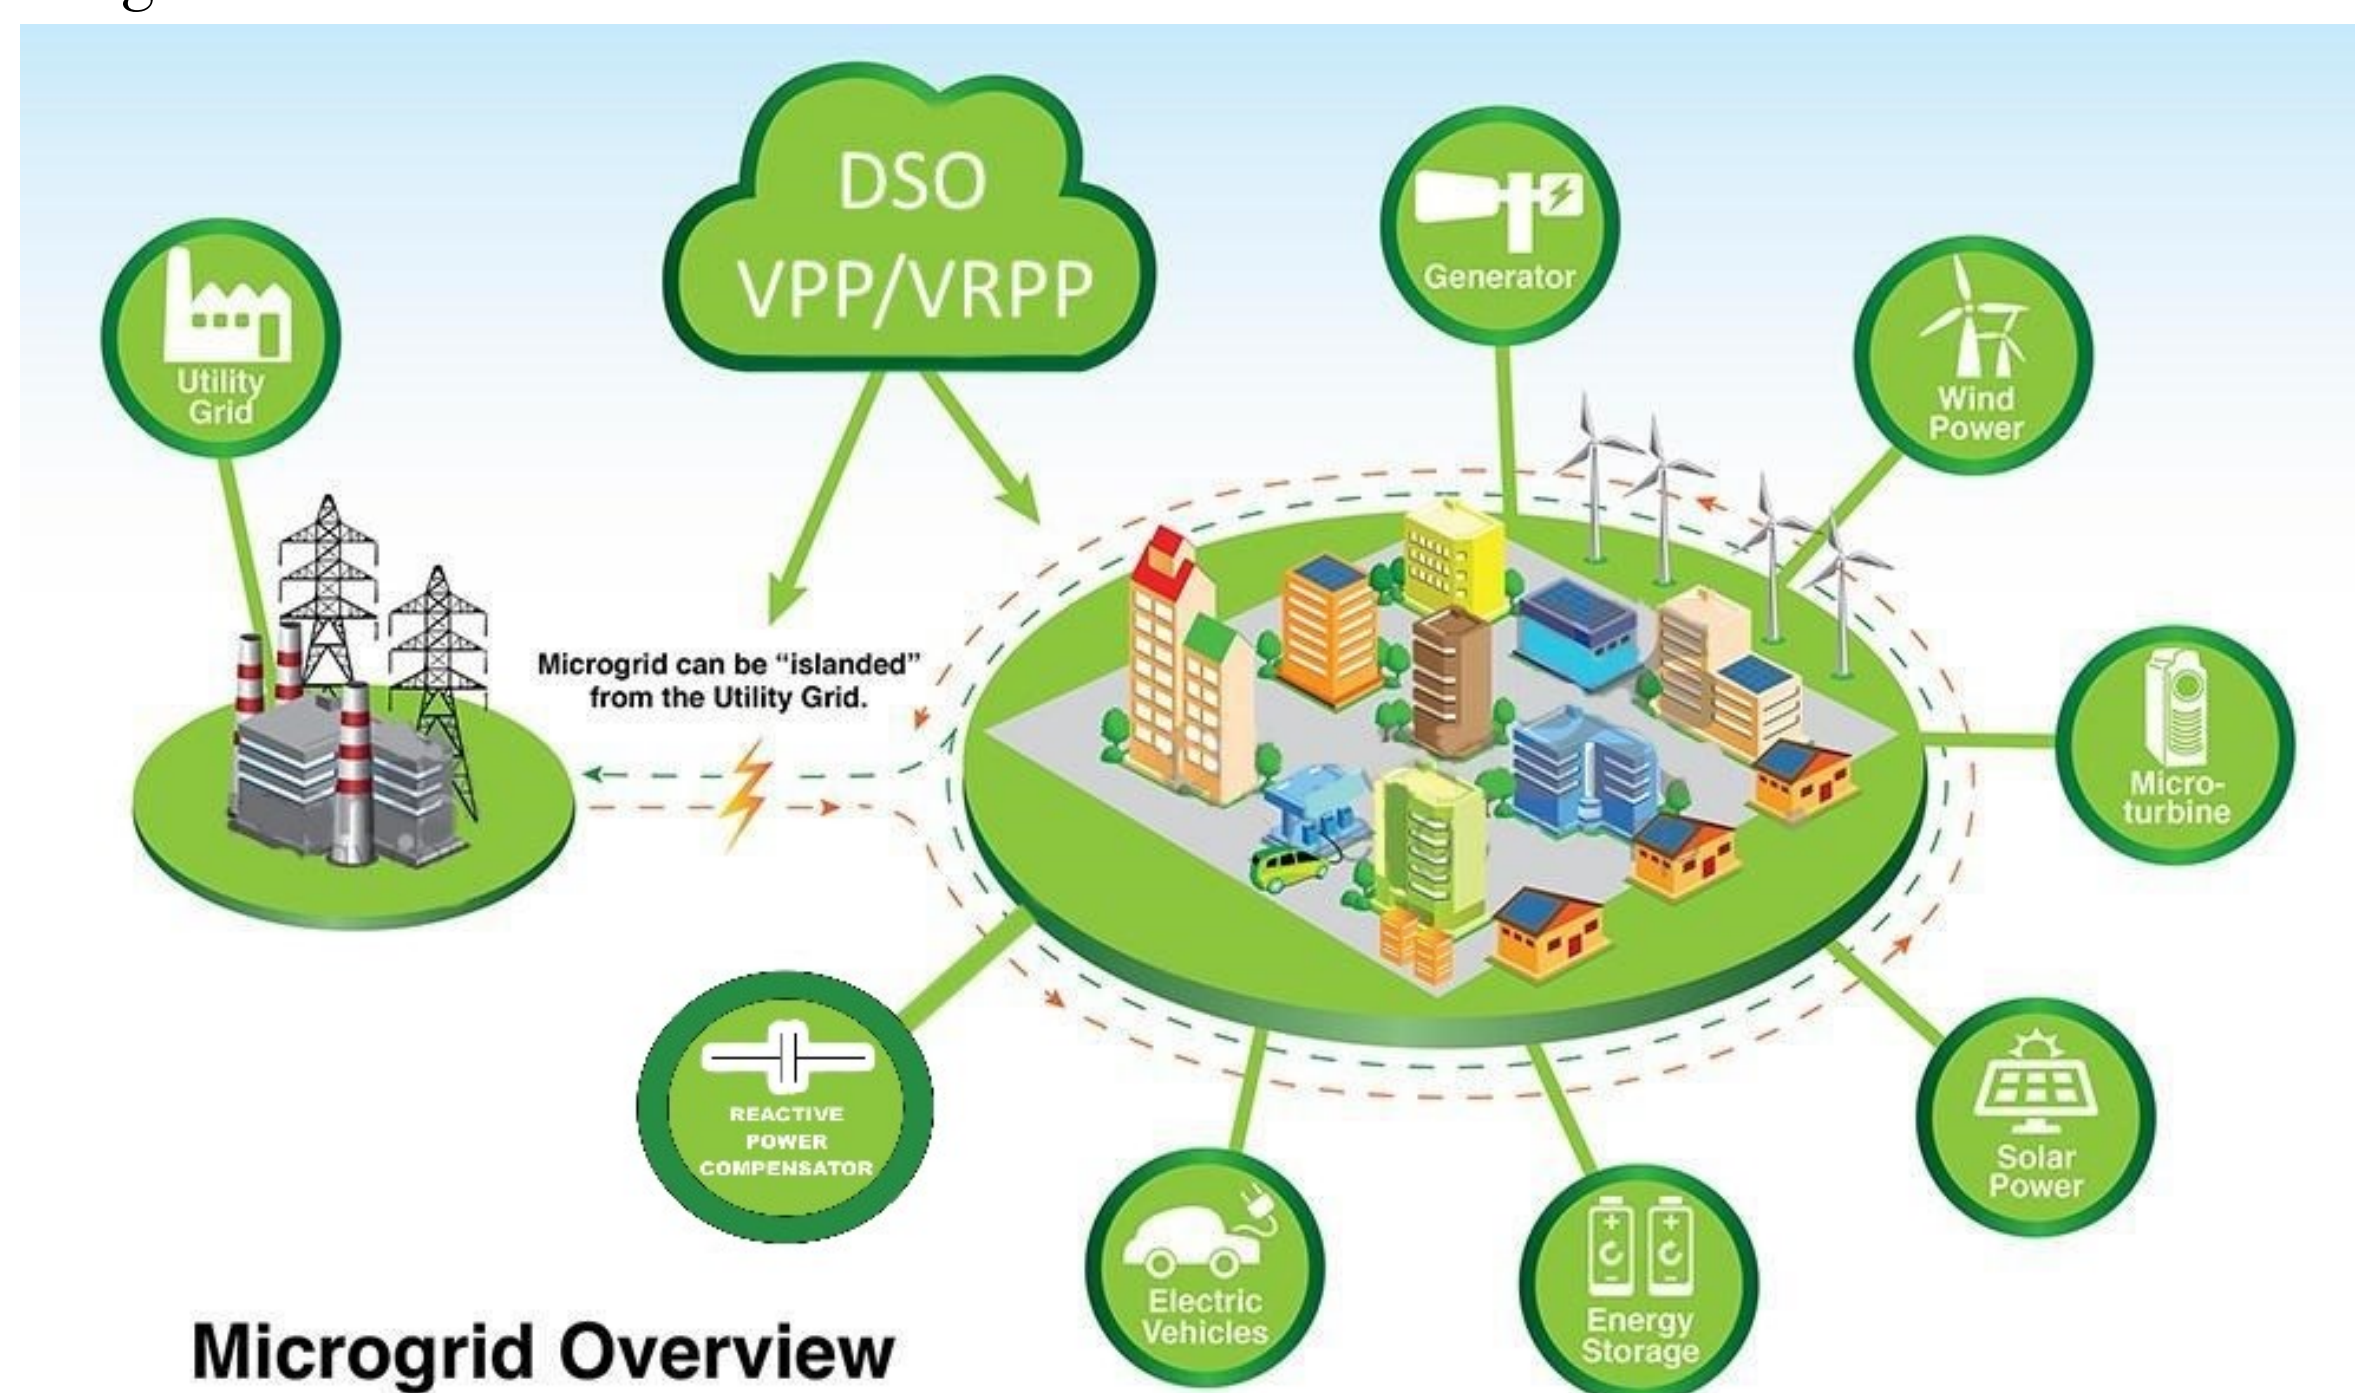 DSO
VPP/VRPP
Generator
Utility
Grid
Wind
Power
Microgrid can be “islanded”
from the Utility Grid.
Micro-
turbine
REACTIVE
POWER
COMPENSATOR
Solar
Power
Electric
Vehicles
Energy
Storage
Microgrid Overview